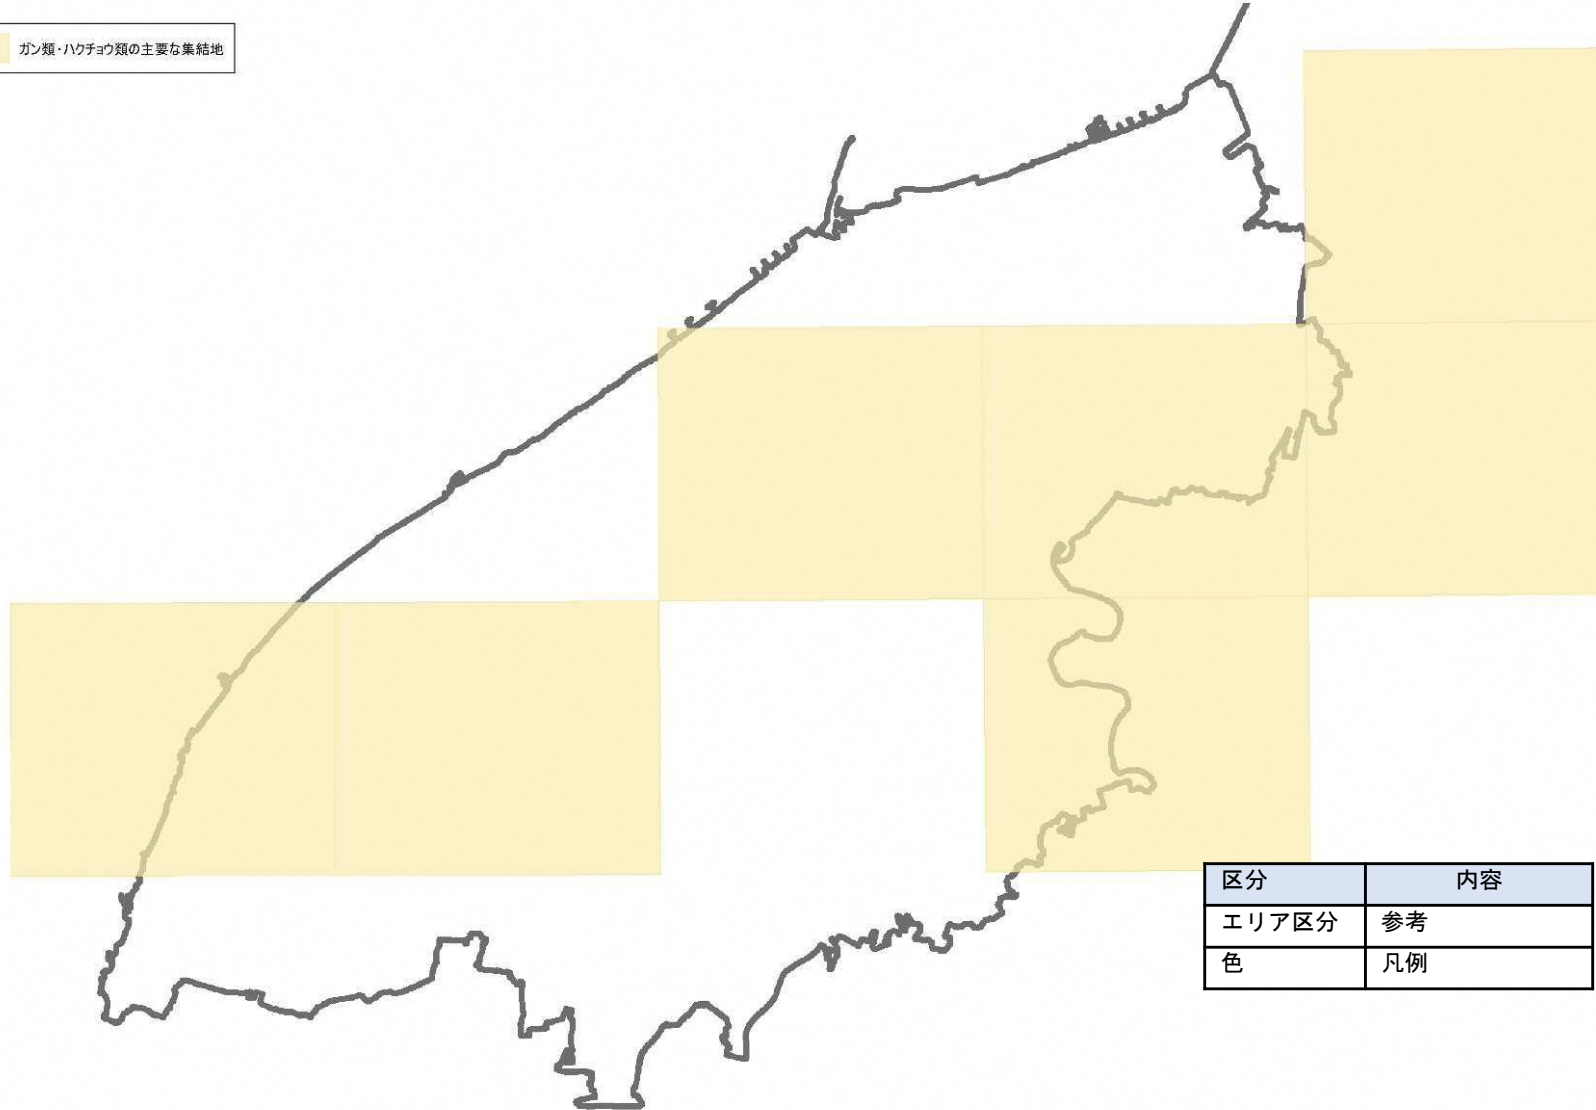 ガン類・ハクチョウ類の主要な集結地
区分 内容
エリア区分 参考
色 凡例